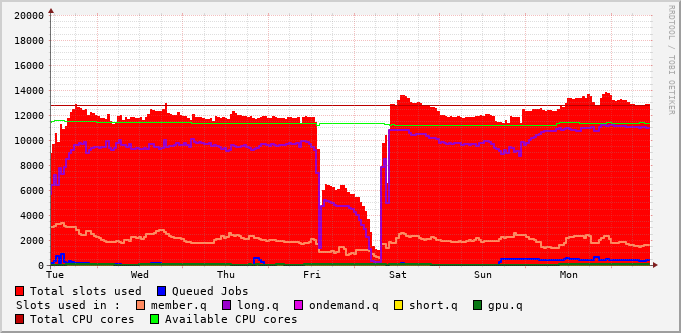 20000
18000
16000
14000
12000
10000
8000
6000
4000
2000
0
Tue Wed Thu Fri Sat Sun Mon
Total slots used Queued Jobs
Slots used in : member.q long.q ondemand.q short.q gpu.q
Total CPU cores Available CPU cores
RRDTOOL / TOBI OETIKER